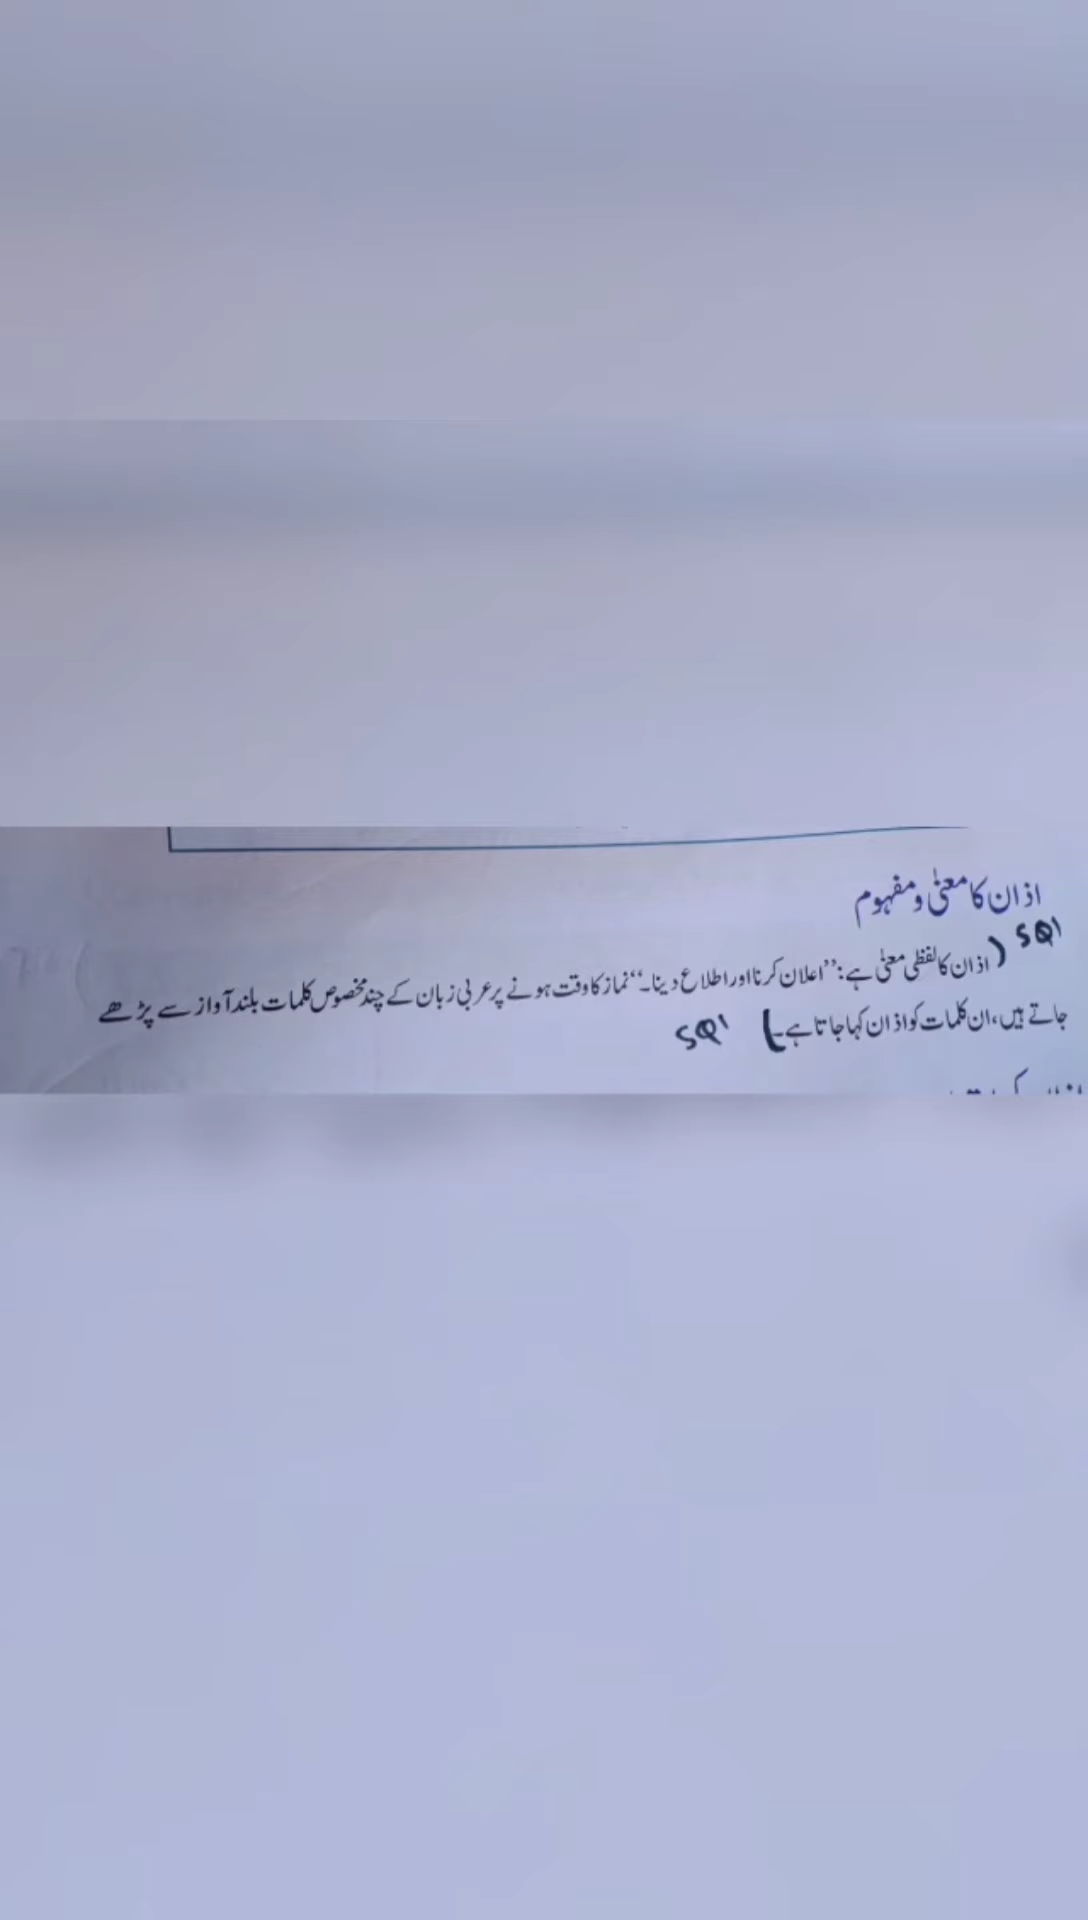 اذان کا معنیٰ و مفہوم
SQ1
( اذان کا لفظی معنیٰ ہے: ’’اعلان کرنا اور اطلاع دینا۔‘‘ نماز کا وقت ہونے پر عربی زبان کے چند مخصوص کلمات بلند آواز سے پڑھے
جاتے ہیں، ان کلمات کو اذان کہا جاتا ہے۔ ) SQ1